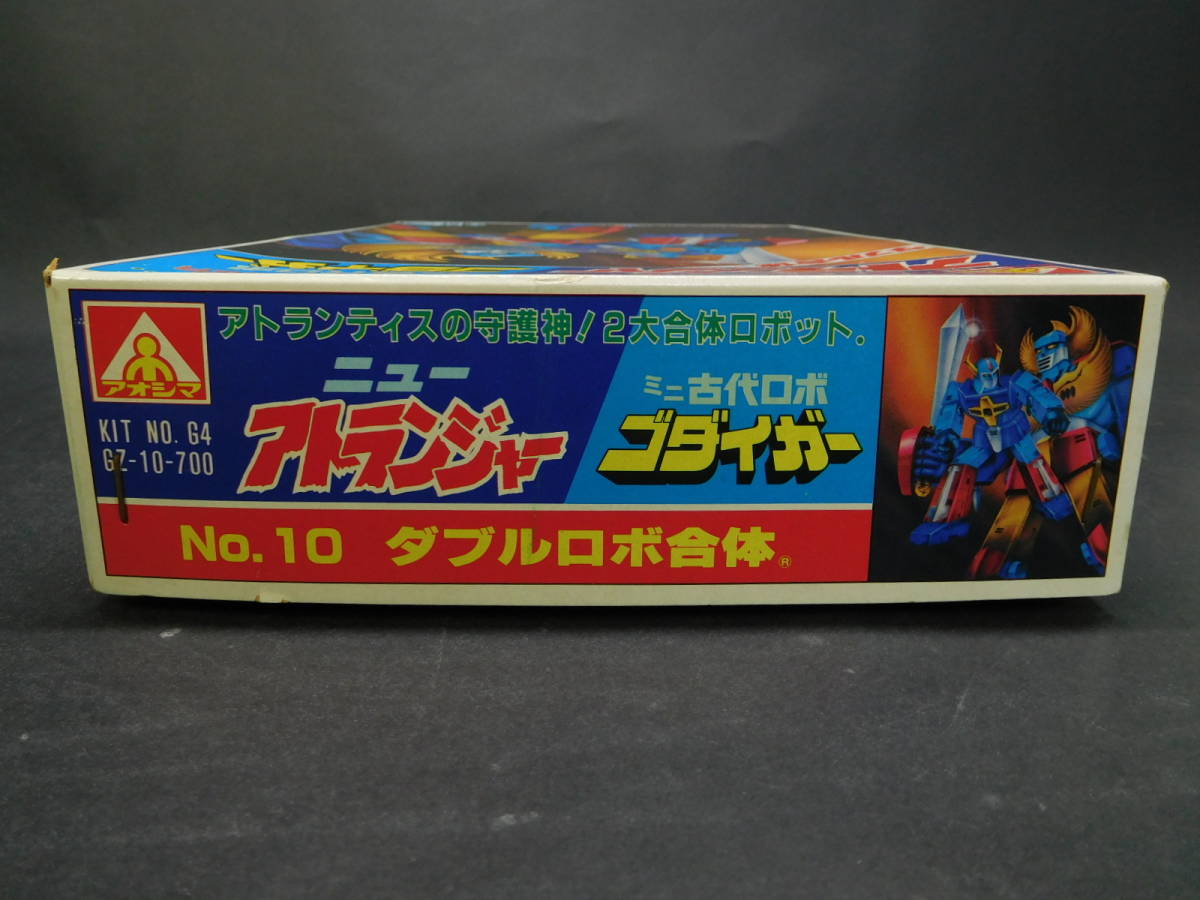 アトランティスの守護神!2大合体ロボット.
アオシマ
KIT NO. G4
GZ-10-700
ニュー
アトランジャー
ミニ古代ロボ
ゴダイガー
No.10 ダブルロボ合体®